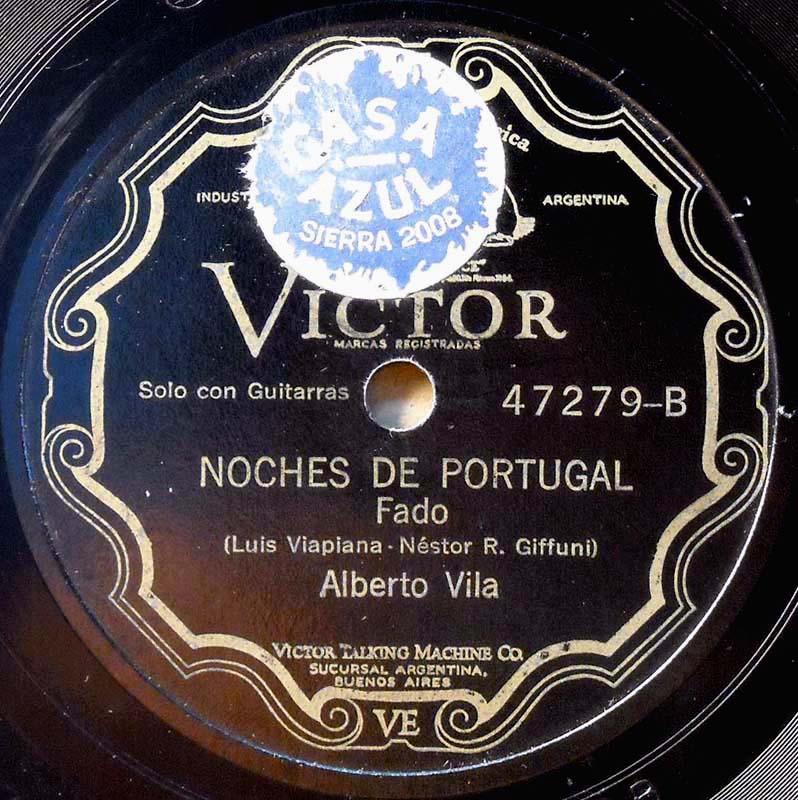 CASA
AZUL
SIERRA 2008
ARGENTINA
VICTOR
MARCAS REGISTRADAS
Solo con Guitarras
47279-B
NOCHES DE PORTUGAL
Fado
(Luis Viapiana - Néstor R. Giffuni)
Alberto Vila
VICTOR TALKING MACHINE CO.
SUCURSAL ARGENTINA,
BUENOS AIRES
VE